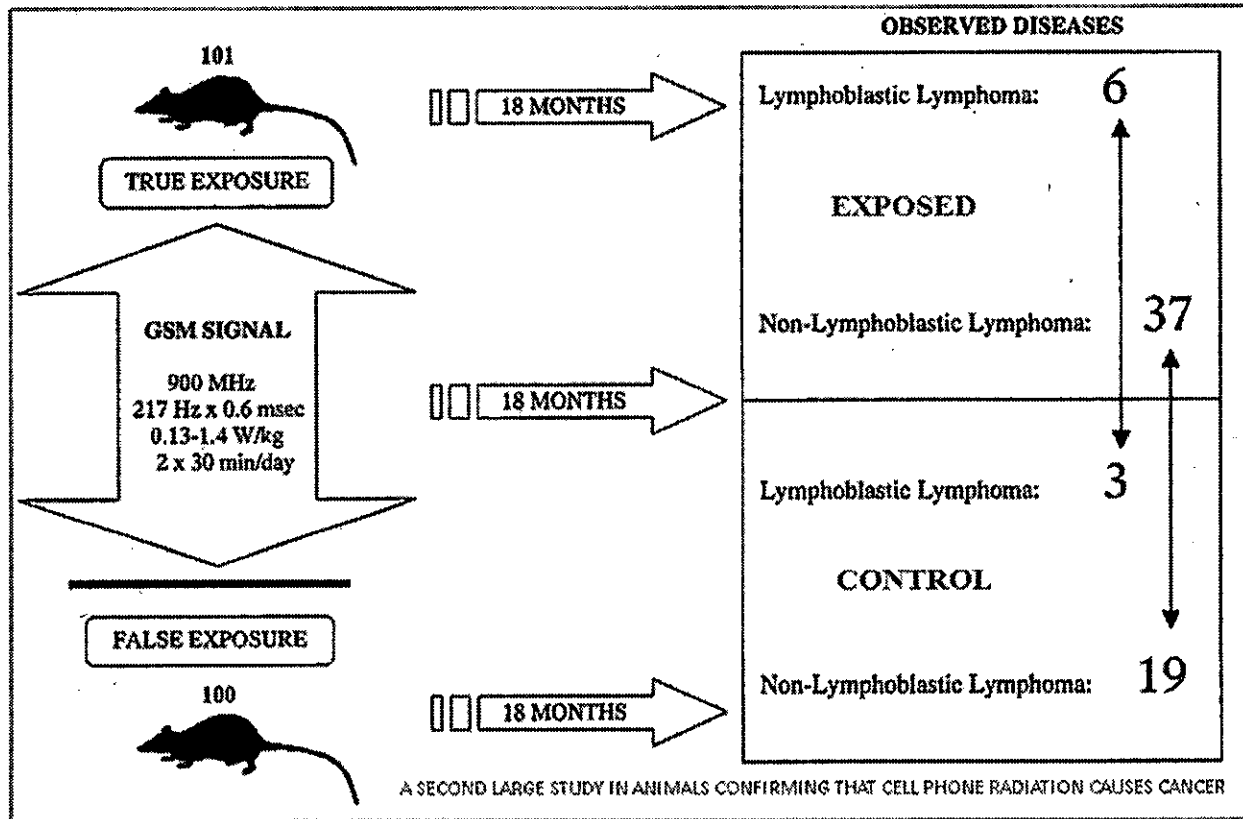 OBSERVED DISEASES
101
TRUE EXPOSURE
18 MONTHS
Lymphoblastic Lymphoma: 6
EXPOSED
Non-Lymphoblastic Lymphoma: 37
GSM SIGNAL
900 MHz
217 Hz x 0.6 msec
0.13-1.4 W/kg
2 x 30 min/day
18 MONTHS
Lymphoblastic Lymphoma: 3
CONTROL
Non-Lymphoblastic Lymphoma: 19
FALSE EXPOSURE
100
18 MONTHS
A SECOND LARGE STUDY IN ANIMALS CONFIRMING THAT CELL PHONE RADIATION CAUSES CANCER